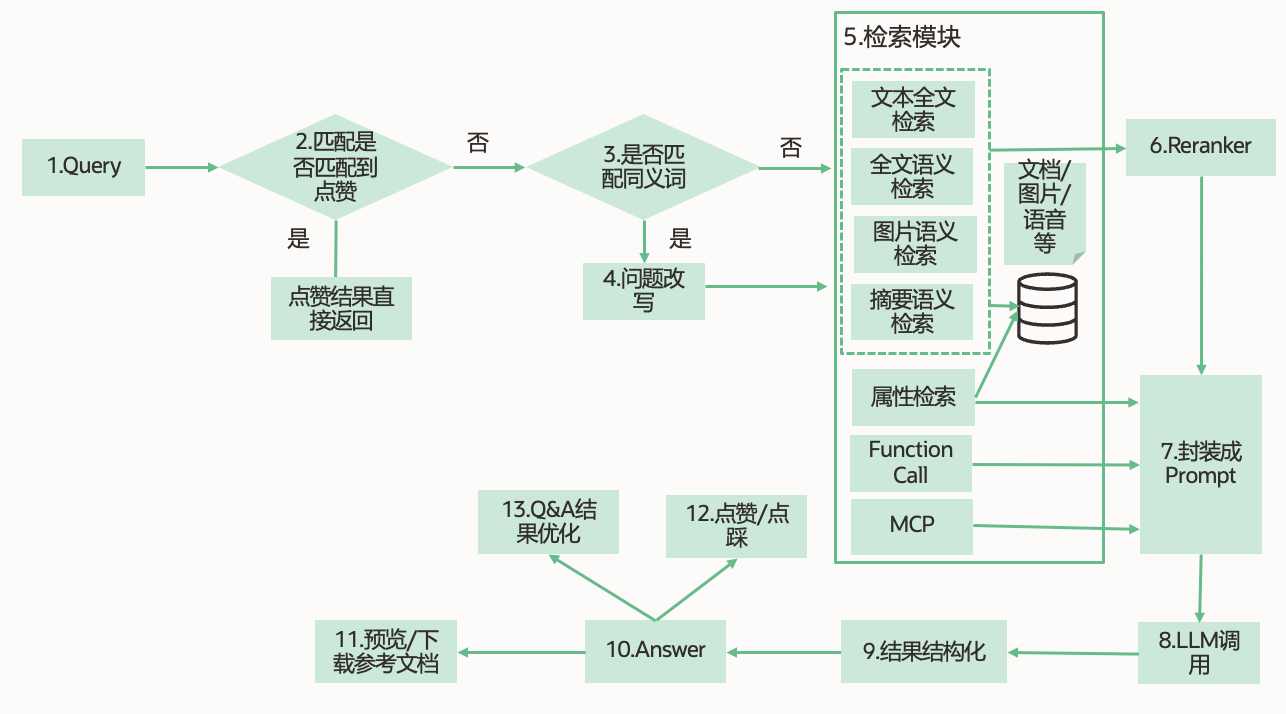 1.Query
2.匹配是
否匹配到
点赞
否
是
点赞结果直
接返回
3.是否匹
配同义词
否
是
4.问题改
写
5.检索模块
文本全文
检索
全文语义
检索
图片语义
检索
摘要语义
检索
文档/
图片/
语音
等
属性检索
Function
Call
MCP
6.Reranker
7.封装成
Prompt
8.LLM调
用
9.结果结构化
10.Answer
11.预览/下
载参考文档
12.点赞/点
踩
13.Q&A结
果优化